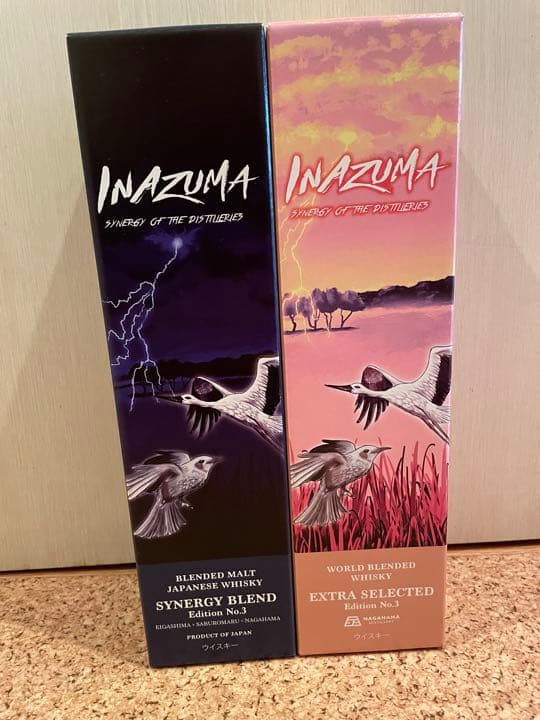 INAZUMA
SYNERGY OF THE DISTILLERIES
BLENDED MALT
JAPANESE WHISKY
SYNERGY BLEND
Edition No.3
EIGASHIMA × SABUROMARU × NAGAHAMA
PRODUCT OF JAPAN
ウイスキー
INAZUMA
SYNERGY OF THE DISTILLERIES
WORLD BLENDED
WHISKY
EXTRA SELECTED
Edition No.3
NAGAHAMA
DISTILLERY
ウイスキー